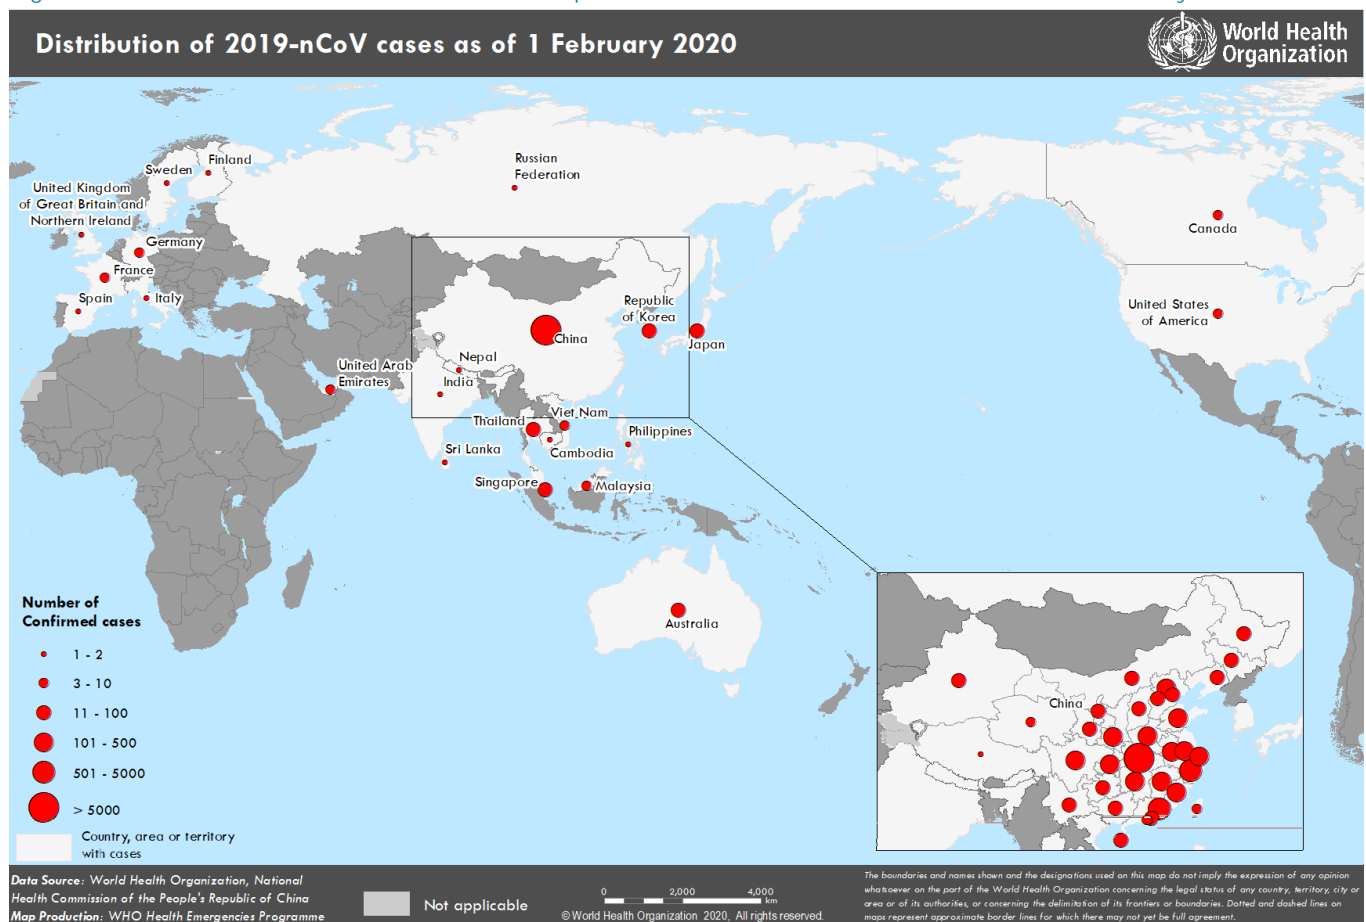 Distribution of 2019-nCoV cases as of 1 February 2020
World Health
Organization
Finland
Sweden
United Kingdom
of Great Britain and
Northern Ireland
Germany
France
Spain
Italy
Russian
Federation
Canada
United States
of America
Republic
of Korea
China
Japan
Nepal
India
United Arab
Emirates
Thailand
Viet Nam
Philippines
Cambodia
Sri Lanka
Singapore
Malaysia
Australia
China
Number of
Confirmed cases
1 - 2
3 - 10
11 - 100
101 - 500
501 - 5000
> 5000
Country, area or territory
with cases
Data Source: World Health Organization, National
Health Commission of the People's Republic of China
Map Production: WHO Health Emergencies Programme
Not applicable
0 2,000 4,000
km
©World Health Organization 2020, All rights reserved.
The boundaries and names shown and the designations used on this map do not imply the expression of any opinion
whatsoever on the part of the World Health Organization concerning the legal status of any country, territory, city or
area or of its authorities, or concerning the delimitation of its frontiers or boundaries. Dotted and dashed lines on
maps represent approximate border lines for which there may not yet be full agreement.